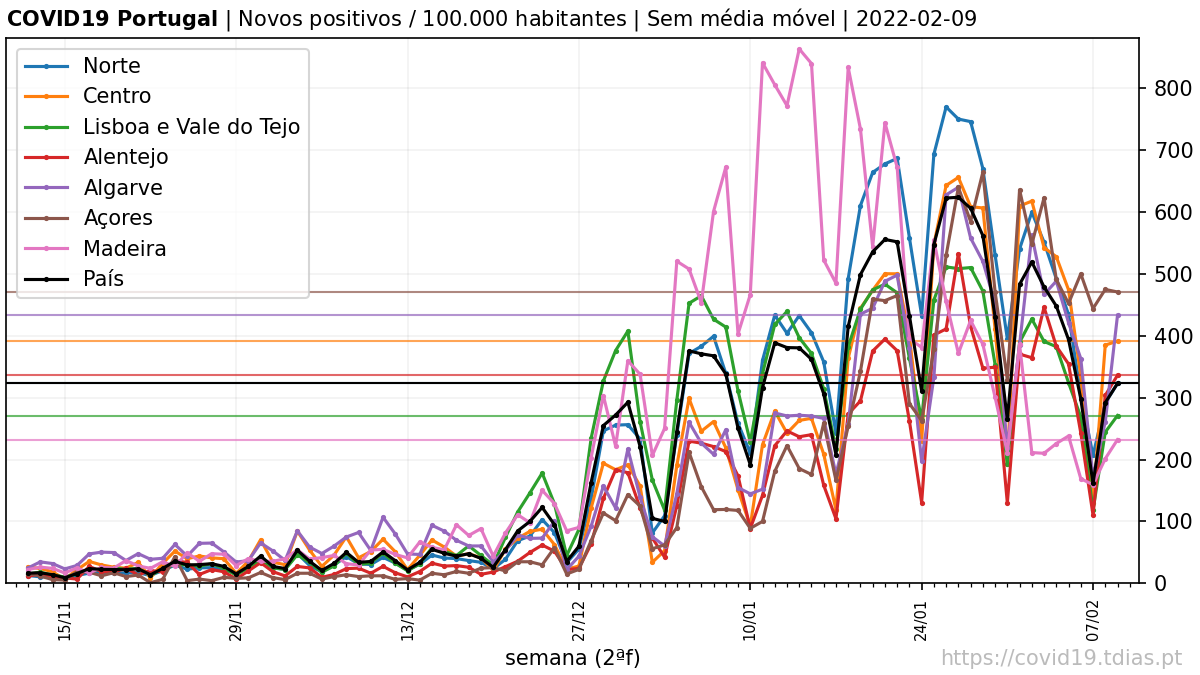 COVID19 Portugal | Novos positivos / 100.000 habitantes | Sem média móvel | 2022-02-09
Norte
Centro
Lisboa e Vale do Tejo
Alentejo
Algarve
Açores
Madeira
País
800
700
600
500
400
300
200
100
0
15/11
29/11
13/12
27/12
10/01
24/01
07/02
semana (2ªf)
https://covid19.tdias.pt